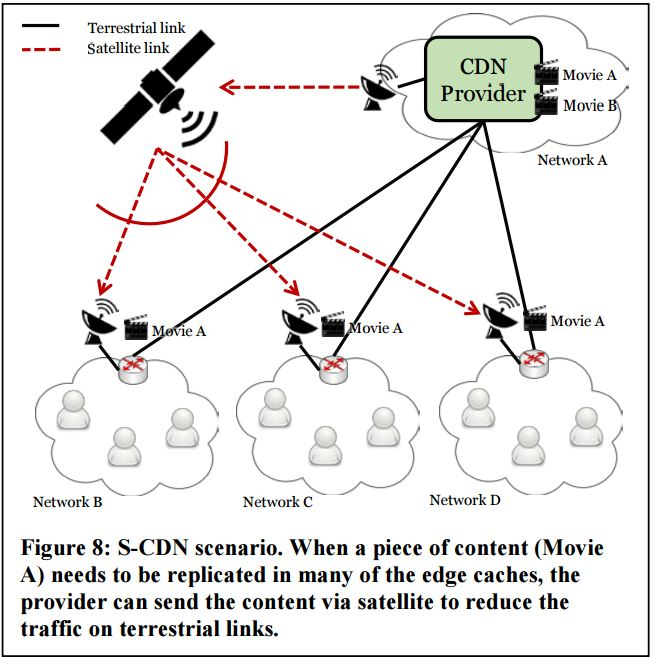 Terrestrial link
Satellite link
CDN
Provider
Movie A
Movie B
Network A
Movie A
Movie A
Movie A
Network B
Network C
Network D
Figure 8: S-CDN scenario. When a piece of content (Movie
A) needs to be replicated in many of the edge caches, the
provider can send the content via satellite to reduce the
traffic on terrestrial links.